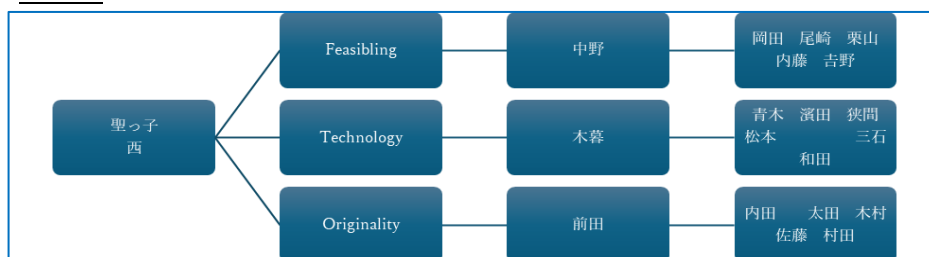 聖っ子
西
Feasibling
中野
岡田 尾崎 栗山
内藤 吉野
Technology
木暮
青木 濱田 狭間
松本 三石
和田
Originality
前田
内田 太田 木村
佐藤 村田